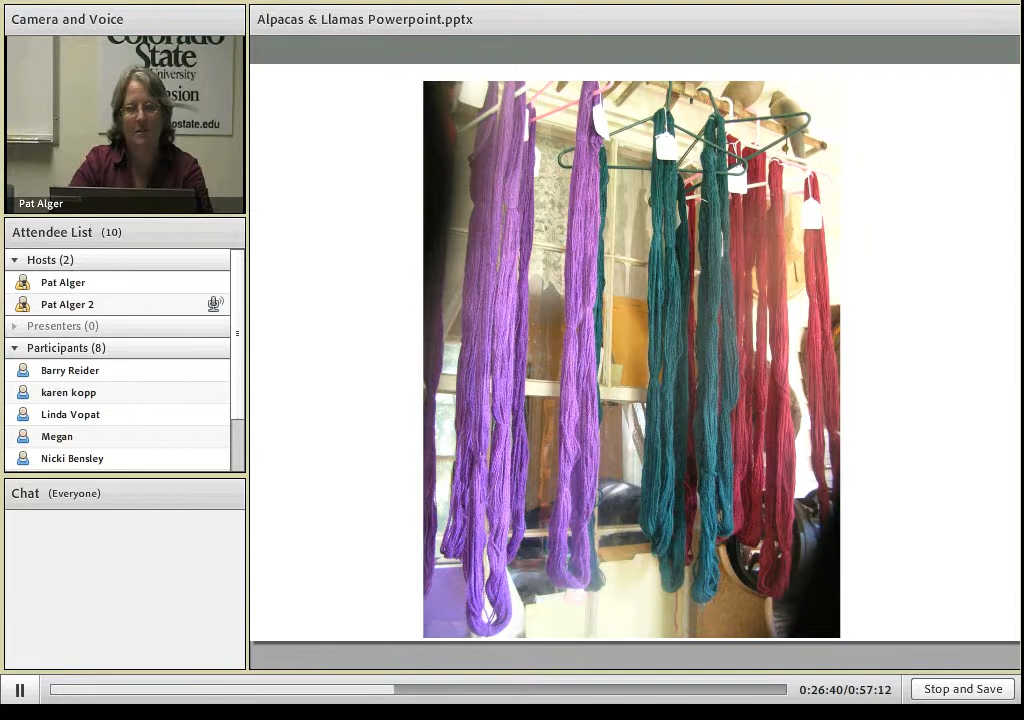 Camera and Voice
Colorado
State
University
ostate.edu
Pat Alger
Attendee List (10)
Hosts (2)
Pat Alger
Pat Alger 2
Presenters (0)
Participants (8)
Barry Reider
karen kopp
Linda Vopat
Megan
Nicki Bensley
Chat (Everyone)
Alpacas & Llamas Powerpoint.pptx
0:26:40/0:57:12
Stop and Save